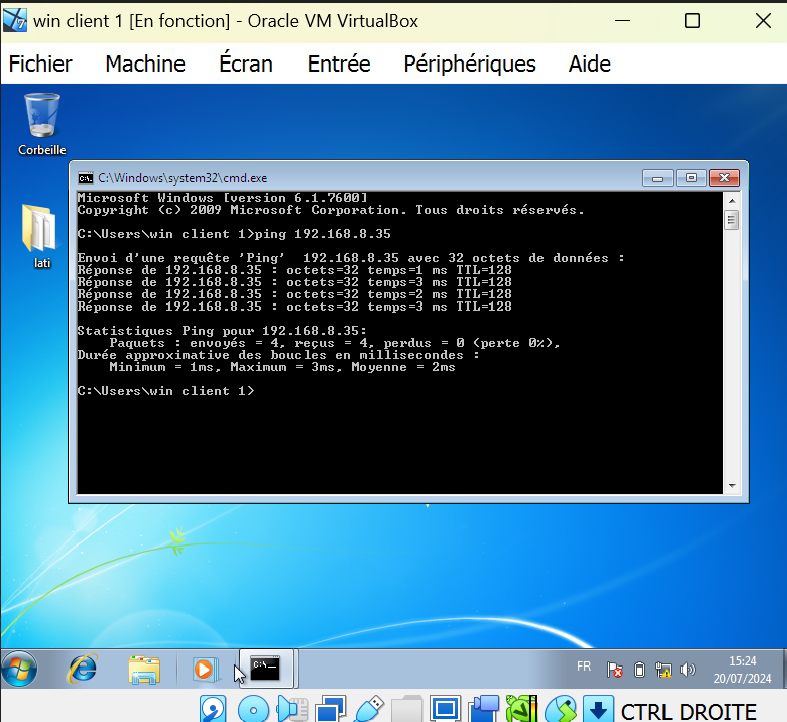 win client 1 [En fonction] - Oracle VM VirtualBox
Fichier Machine Écran Entrée Périphériques Aide
Corbeille
lati
C:\Windows\system32\cmd.exe
Microsoft Windows [version 6.1.7600]
Copyright (c) 2009 Microsoft Corporation. Tous droits réservés.
C:\Users\win client 1>ping 192.168.8.35
Envoi d'une requête 'Ping'  192.168.8.35 avec 32 octets de données :
Réponse de 192.168.8.35 : octets=32 temps=1 ms TTL=128
Réponse de 192.168.8.35 : octets=32 temps=3 ms TTL=128
Réponse de 192.168.8.35 : octets=32 temps=2 ms TTL=128
Réponse de 192.168.8.35 : octets=32 temps=3 ms TTL=128
Statistiques Ping pour 192.168.8.35:
    Paquets : envoyés = 4, reçus = 4, perdus = 0 (perte 0%),
Durée approximative des boucles en millisecondes :
    Minimum = 1ms, Maximum = 3ms, Moyenne = 2ms
C:\Users\win client 1>
FR
15:24
20/07/2024
CTRL DROITE